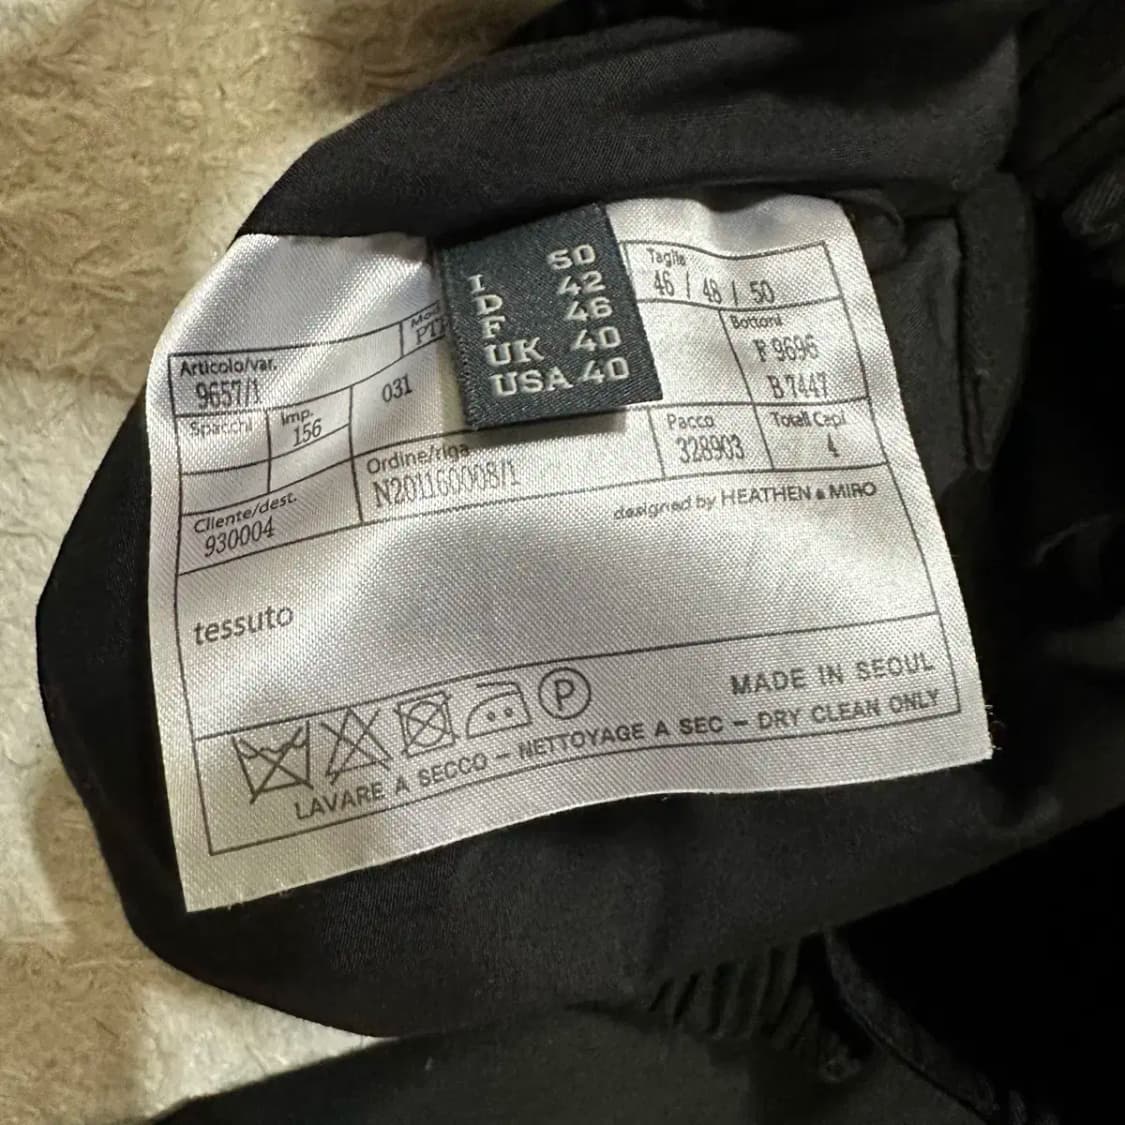 I 50
D 42
F 46
UK 40
USA 40
Taglie
46 / 48 / 50
Bottoni
F 9696
B 7447
Articolo/var.
9657/1
Spacchi
Imp.
156
031
Ordine/riga
N201160008/1
Pacco
328903
Totali Capi
4
Cliente/dest.
930004
designed by HEATHEN & MIRO
tessuto
P
MADE IN SEOUL
LAVARE A SECCO – NETTOYAGE A SEC – DRY CLEAN ONLY